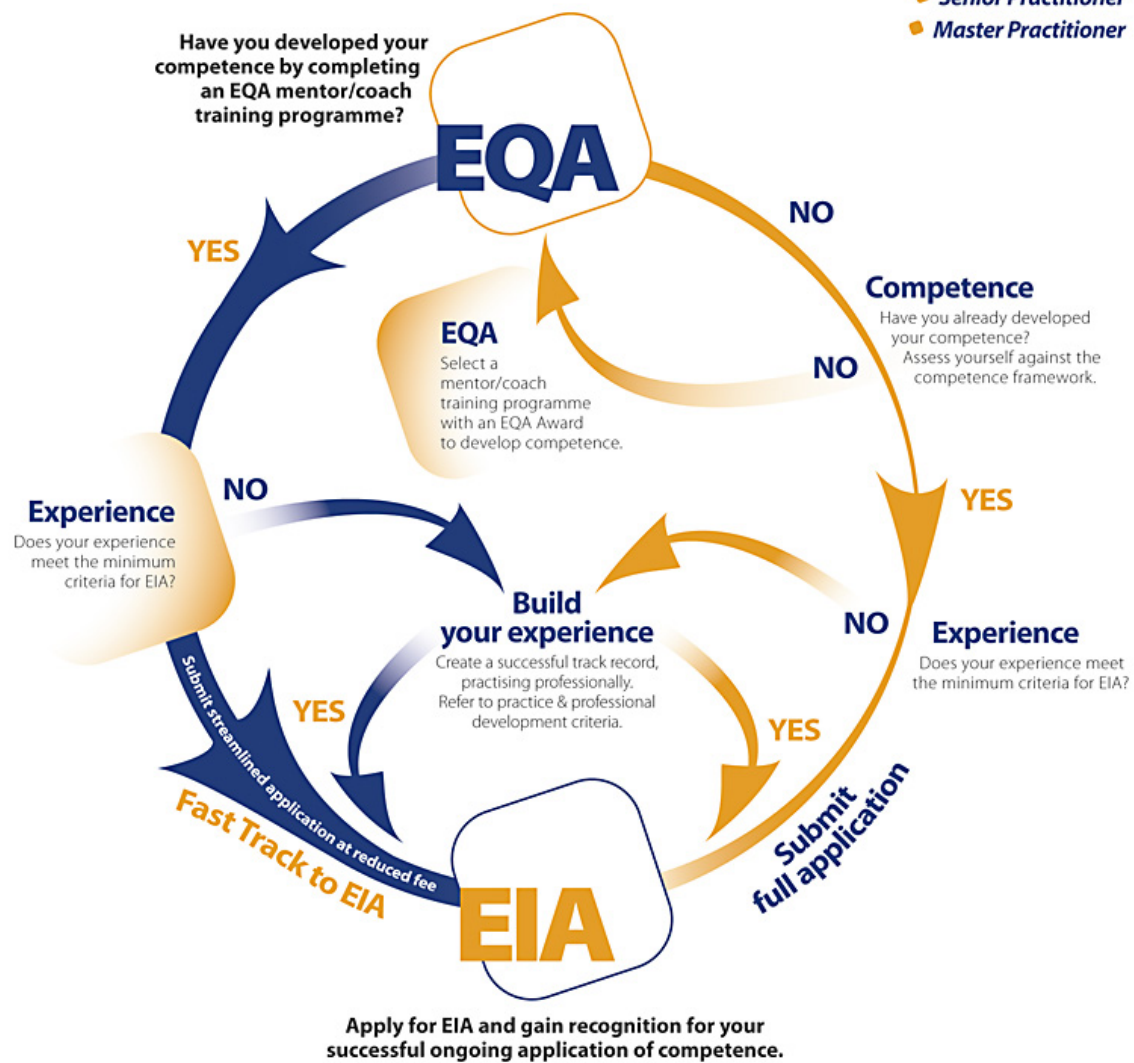 Senior Practitioner
Master Practitioner
Have you developed your
competence by completing
an EQA mentor/coach
training programme?
EQA
NO
YES
Competence
Have you already developed
your competence?
Assess yourself against the
competence framework.
NO
EQA
Select a
mentor/coach
training programme
with an EQA Award
to develop competence.
YES
NO
Experience
Does your experience
meet the minimum
criteria for EIA?
Build
your experience
Create a successful track record,
practising professionally.
Refer to practice & professional
development criteria.
NO
Experience
Does your experience meet
the minimum criteria for EIA?
YES
YES
Submit streamlined application at reduced fee
Fast Track to EIA
Submit
full application
EIA
Apply for EIA and gain recognition for your
successful ongoing application of competence.